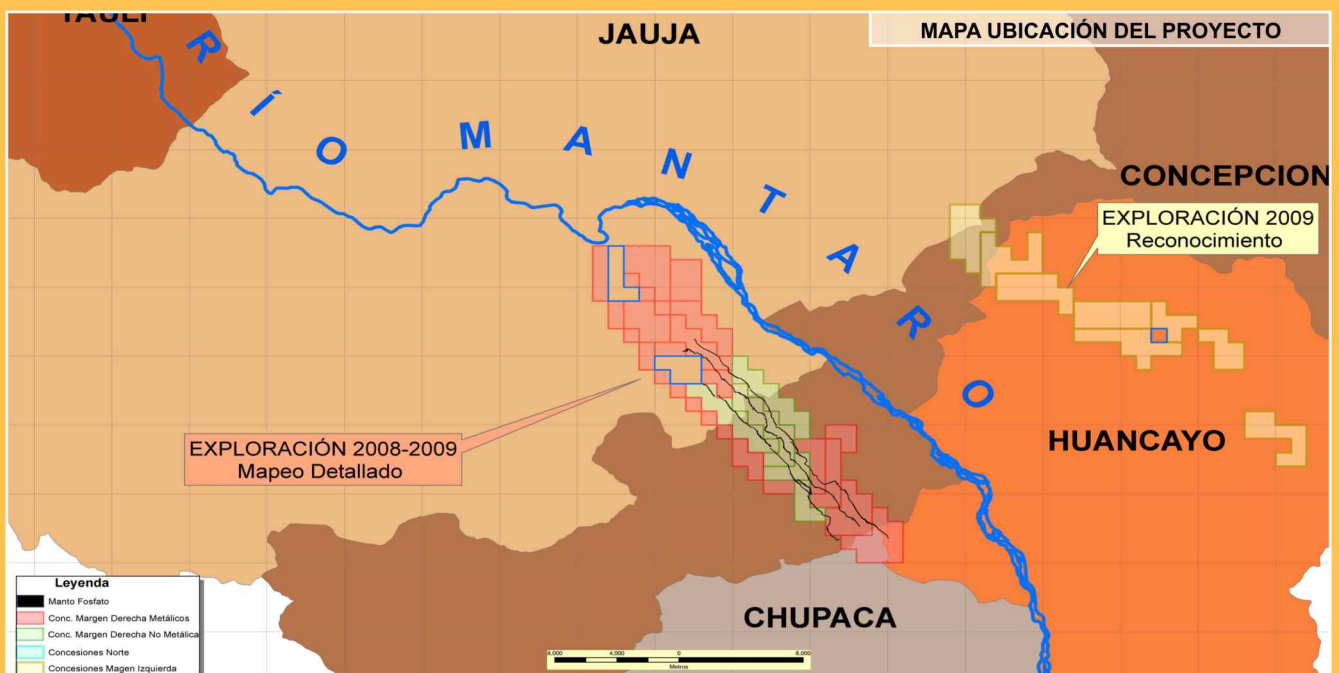 MAPA UBICACIÓN DEL PROYECTO
JAUJA
RÍO MANTARO
CONCEPCION
EXPLORACIÓN 2009
Reconocimiento
HUANCAYO
EXPLORACIÓN 2008-2009
Mapeo Detallado
CHUPACA
Leyenda
Manto Fosfato
Conc. Margen Derecha Metálicos
Conc. Margen Derecha No Metálica
Concesiones Norte
Concesiones Magen Izquierda
8,000 4,000 0 8,000
Metros